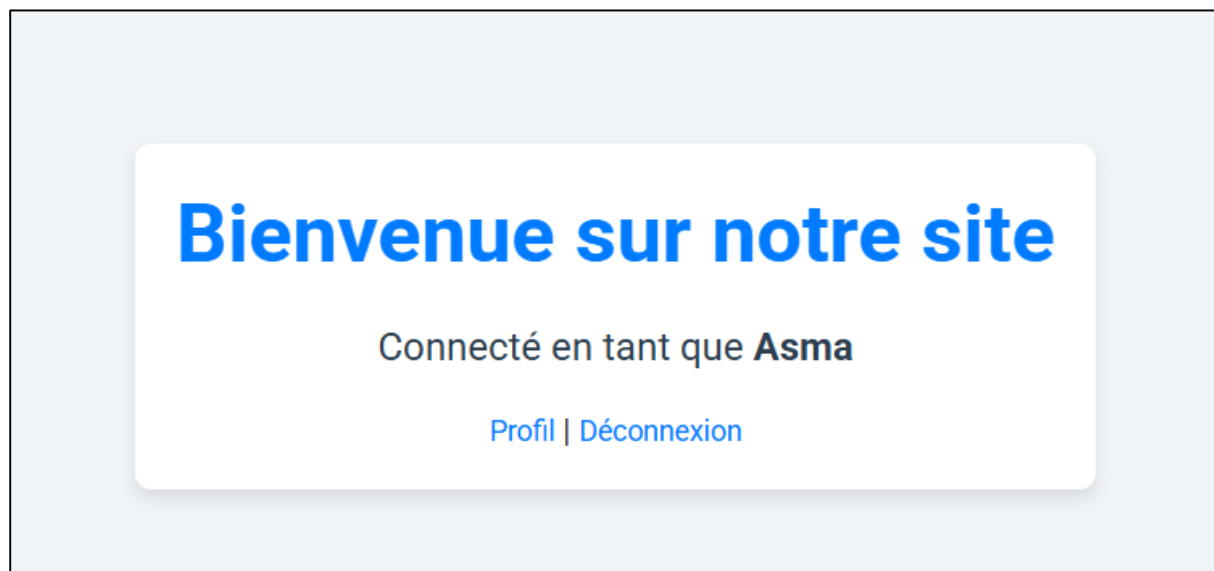 Bienvenue sur notre site
Connecté en tant que Asma
Profil | Déconnexion